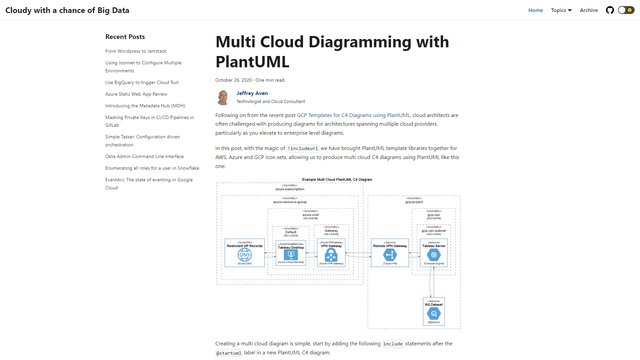 Cloudy with a chance of Big Data
Home
Topics
Archive
Recent Posts
From Wordpress to Jamstack
Using Jsonnet to Configure Multiple
Environments
Use BigQuery to trigger Cloud Run
Azure Static Web App Review
Introducing the Metadata Hub (MDH)
Masking Private Keys in CI/CD Pipelines in
GitLab
Simple Tasker: Configuration driven
orchestration
Okta Admin Command Line Interface
Enumerating all roles for a user in Snowflake
EventArc: The state of eventing in Google
Cloud
Multi Cloud Diagramming with
PlantUML
October 26, 2020 · One min read
Jeffrey Aven
Technologist and Cloud Consultant
Following on from the recent post GCP Templates for C4 Diagrams using PlantUML, cloud architects are
often challenged with producing diagrams for architectures spanning multiple cloud providers,
particularly as you elevate to enterprise level diagrams.
In this post, with the magic of !includeurl we have brought PlantUML template libraries together for
AWS, Azure and GCP icon sets, allowing us to produce multi cloud C4 diagrams using PlantUML like this
one:
Example Multi Cloud PlantUML C4 Diagram
azure-subscription
azure-resource-group
gcp-project
Default
Gateway
Restricted VIP Records
Tableau Desktop
VPN Gateway
Remote VPN Gateway
Tableau Server
DNS
BQ Dataset
Creating a multi cloud diagram is simple, start by adding the following include statements after the
@startuml label in a new PlantUML C4 diagram: